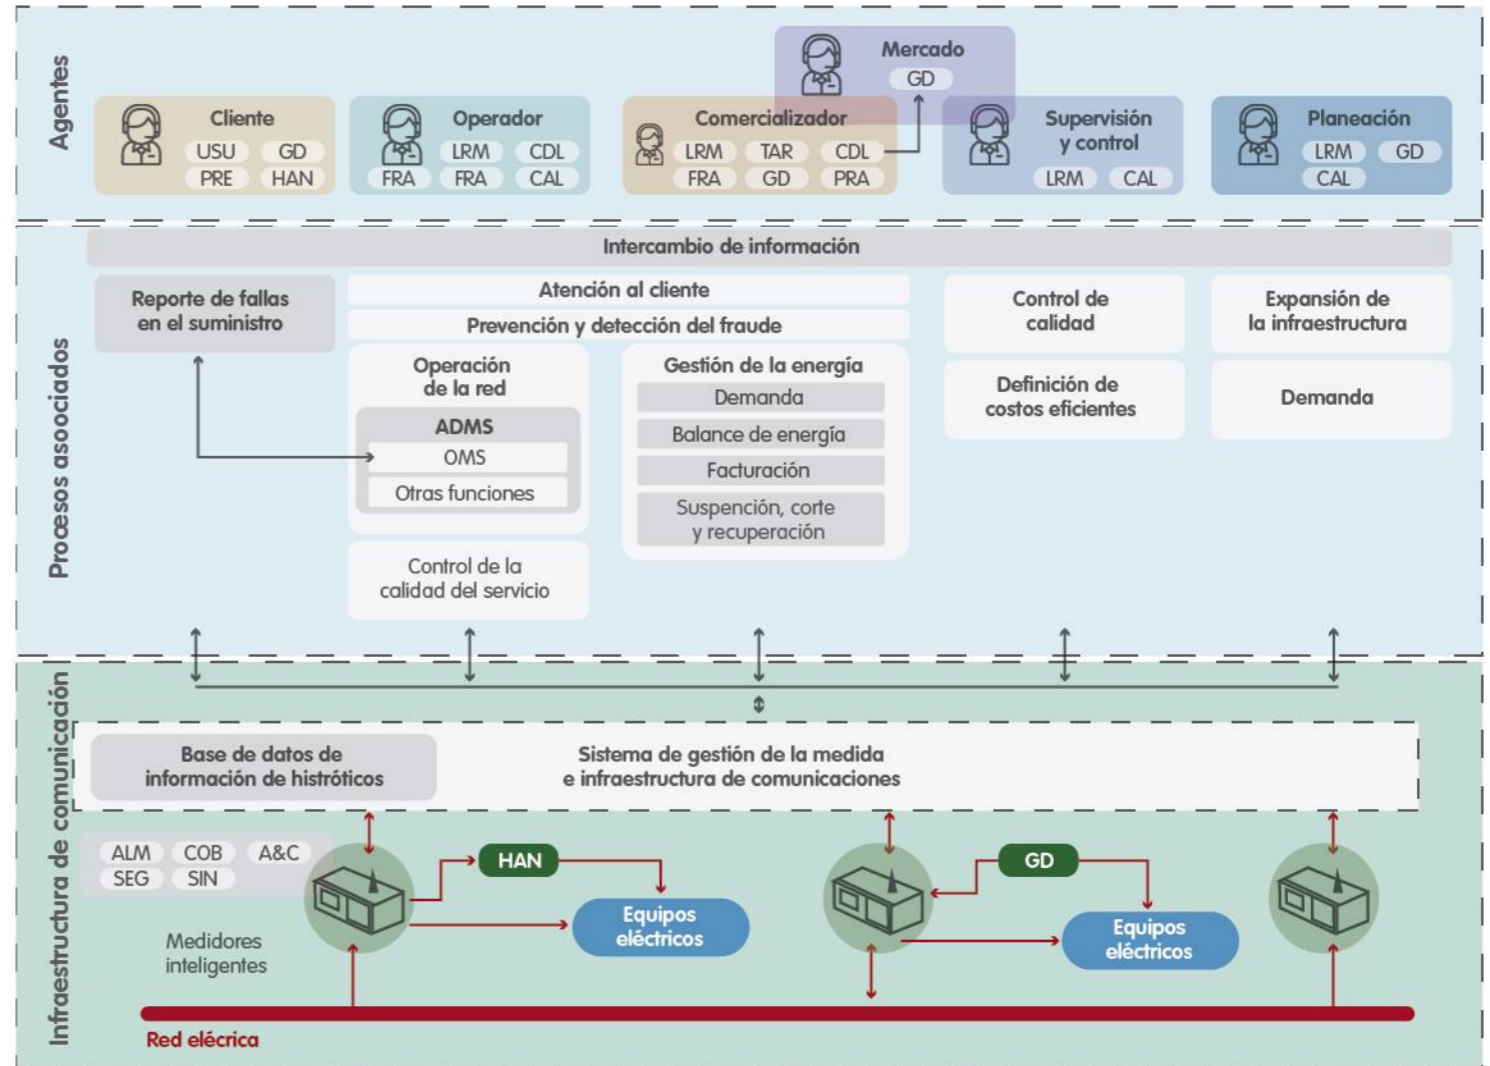 Agentes
Mercado
GD
Cliente
USU GD
PRE HAN
Operador
LRM CDL
FRA FRA CAL
Comercializador
LRM TAR CDL
FRA GD PRA
Supervisión
y control
LRM CAL
Planeación
LRM GD
CAL
Procesos asoociados
Intercambio de información
Reporte de fallas
en el suministro
Atención al cliente
Prevención y detección del fraude
Operación
de la red
ADMS
OMS
Otras funciones
Control de la
calidad del servicio
Gestión de la energía
Demanda
Balance de energía
Facturación
Suspención, corte
y recuperación
Control de
calidad
Definición de
costos eficientes
Expansión de
la infraestructura
Demanda
Infraestructura de comunicación
Base de datos de
información de histróticos
Sistema de gestión de la medida
e infraestructura de comunicaciones
ALM COB A&C
SEG SIN
HAN
Equipos
eléctricos
GD
Equipos
eléctricos
Medidores
inteligentes
Red elécrica